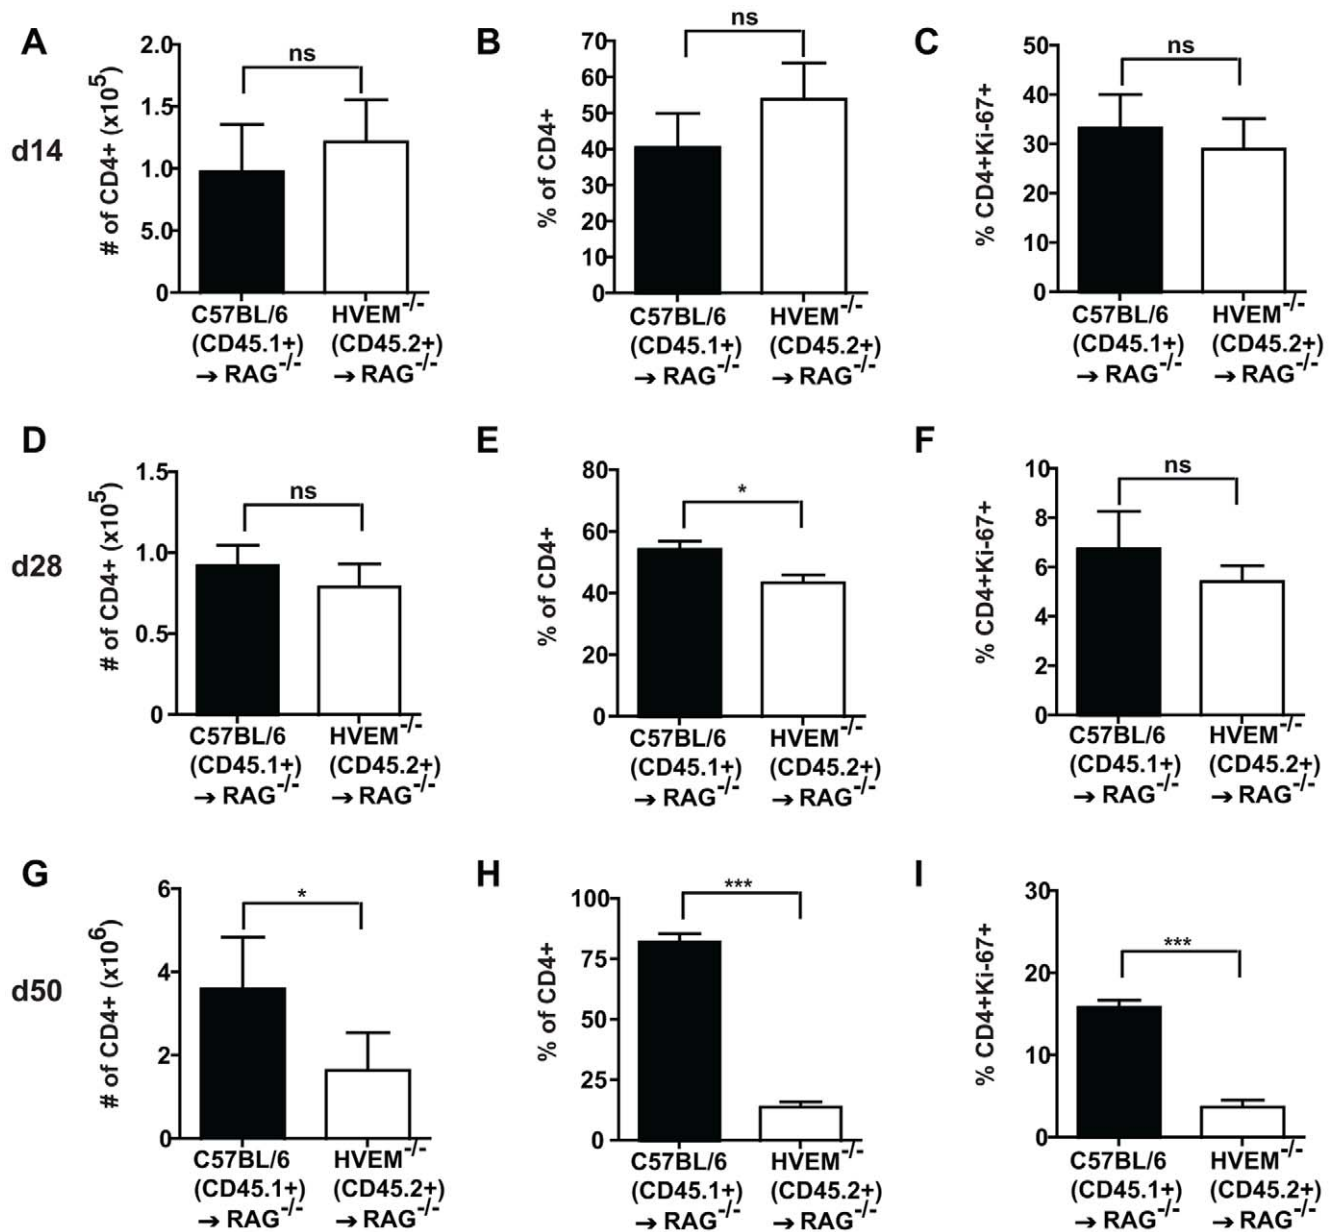 A
# of CD4+ (x10^5)
2.0
1.5
1.0
5.0
0
ns
C57BL/6
(CD45.1+)
→ RAG-/-
HVEM-/-
(CD45.2+)
→ RAG-/-
B
% of CD4+
70
60
50
40
30
20
10
0
ns
C57BL/6
(CD45.1+)
→ RAG-/-
HVEM-/-
(CD45.2+)
→ RAG-/-
C
% CD4+Ki-67+
50
40
30
20
10
0
ns
C57BL/6
(CD45.1+)
→ RAG-/-
HVEM-/-
(CD45.2+)
→ RAG-/-
d14
D
# of CD4+ (x10^5)
1.5
1.0
0.5
0
ns
C57BL/6
(CD45.1+)
→ RAG-/-
HVEM-/-
(CD45.2+)
→ RAG-/-
E
% of CD4+
80
60
40
20
0
*
C57BL/6
(CD45.1+)
→ RAG-/-
HVEM-/-
(CD45.2+)
→ RAG-/-
F
% CD4+Ki-67+
10
8
6
4
2
0
ns
C57BL/6
(CD45.1+)
→ RAG-/-
HVEM-/-
(CD45.2+)
→ RAG-/-
d28
G
# of CD4+ (x10^6)
6
4
2
0
*
C57BL/6
(CD45.1+)
→ RAG-/-
HVEM-/-
(CD45.2+)
→ RAG-/-
H
% of CD4+
100
75
50
25
0
***
C57BL/6
(CD45.1+)
→ RAG-/-
HVEM-/-
(CD45.2+)
→ RAG-/-
I
% CD4+Ki-67+
30
20
10
0
***
C57BL/6
(CD45.1+)
→ RAG-/-
HVEM-/-
(CD45.2+)
→ RAG-/-
d50